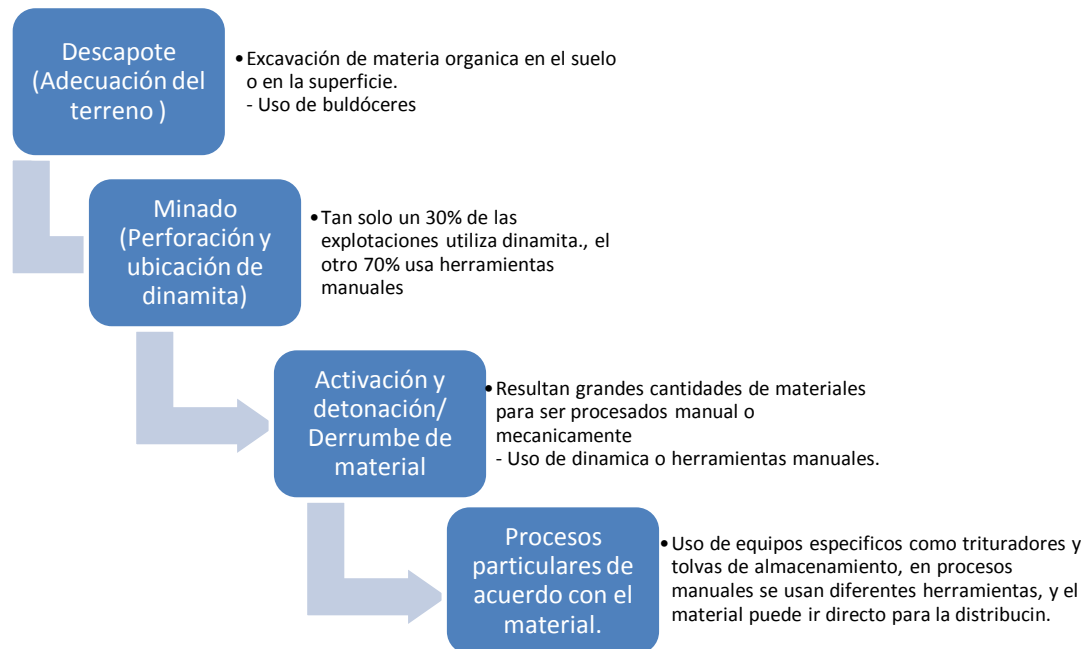 Descapote
(Adecuación del
terreno )
•Excavación de materia organica en el suelo
o en la superficie.
- Uso de buldóceres
Minado
(Perforación y
ubicación de
dinamita)
•Tan solo un 30% de las
explotaciones utiliza dinamita., el
otro 70% usa herramientas
manuales
Activación y
detonación/
Derrumbe de
material
•Resultan grandes cantidades de materiales
para ser procesados manual o
mecanicamente
- Uso de dinamica o herramientas manuales.
Procesos
particulares de
acuerdo con el
material.
•Uso de equipos especificos como trituradores y
tolvas de almacenamiento, en procesos
manuales se usan diferentes herramientas, y el
material puede ir directo para la distribucin.